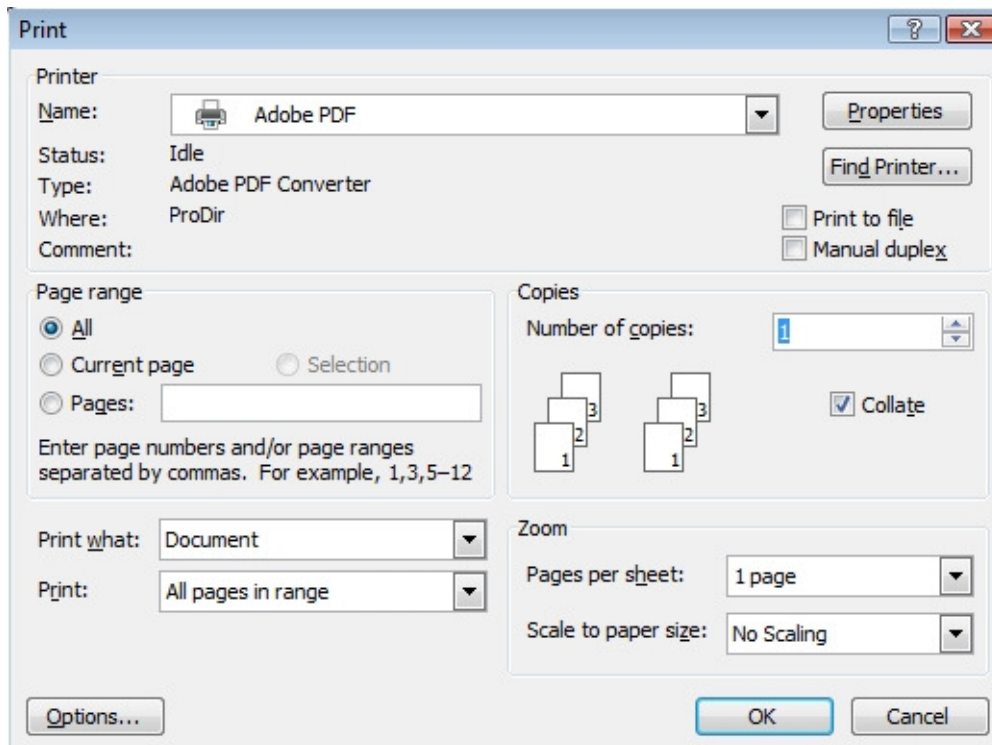 Print
Printer
Name: Adobe PDF Properties
Status: Idle
Find Printer...
Type: Adobe PDF Converter
Where: ProDir
Print to file
Comment:
Manual duplex
Page range
All
Current page Selection
Pages:
Enter page numbers and/or page ranges
separated by commas. For example, 1,3,5–12
Copies
Number of copies: 1
3 3
2 2
1 1
Collate
Print what: Document
Print: All pages in range
Zoom
Pages per sheet: 1 page
Scale to paper size: No Scaling
Options... OK Cancel